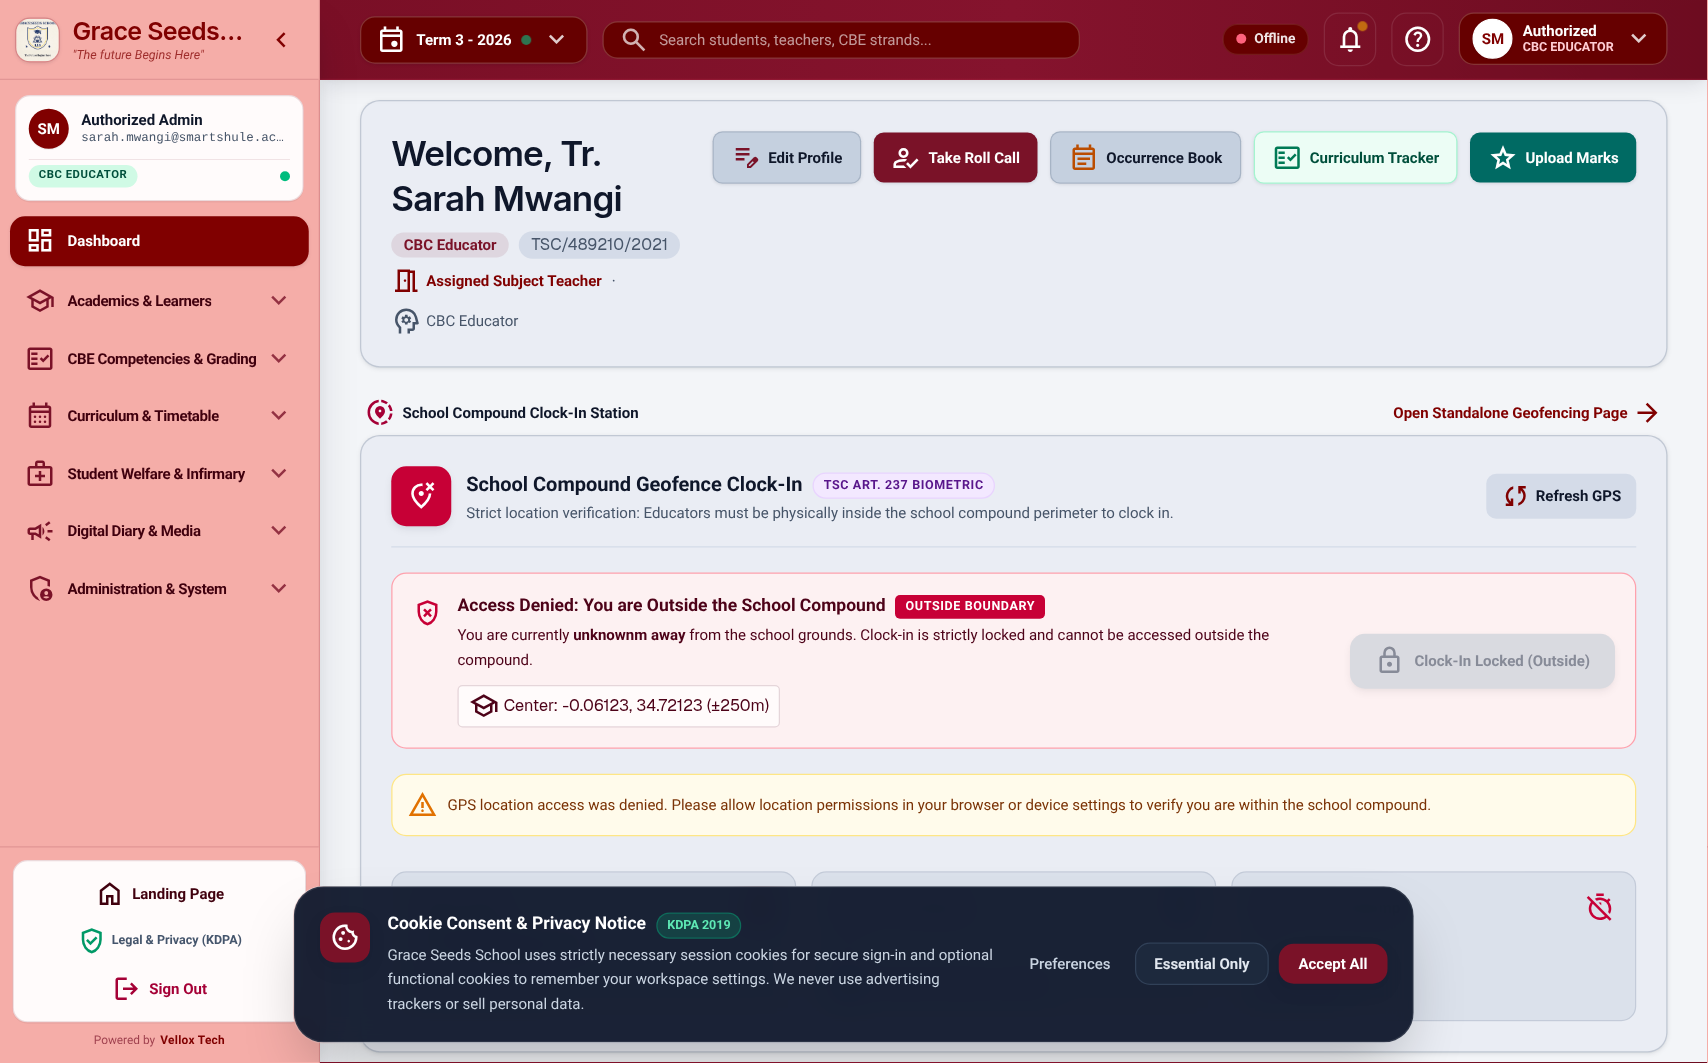 Grace Seeds...
"The future Begins Here"
Term 3 - 2026
Search students, teachers, CBE strands...
Offline
SM
Authorized
CBC EDUCATOR
SM
Authorized Admin
sarah.mwangi@smartshule.ac…
CBC EDUCATOR
Dashboard
Academics & Learners
CBE Competencies & Grading
Curriculum & Timetable
Student Welfare & Infirmary
Digital Diary & Media
Administration & System
Landing Page
Legal & Privacy (KDPA)
Sign Out
Powered by Vellox Tech
Welcome, Tr.
Sarah Mwangi
Edit Profile
Take Roll Call
Occurrence Book
Curriculum Tracker
Upload Marks
CBC Educator
TSC/489210/2021
Assigned Subject Teacher ·
CBC Educator
School Compound Clock-In Station
Open Standalone Geofencing Page
School Compound Geofence Clock-In
TSC ART. 237 BIOMETRIC
Strict location verification: Educators must be physically inside the school compound perimeter to clock in.
Refresh GPS
Access Denied: You are Outside the School Compound
OUTSIDE BOUNDARY
You are currently unknownm away from the school grounds. Clock-in is strictly locked and cannot be accessed outside the
compound.
Center: -0.06123, 34.72123 (±250m)
Clock-In Locked (Outside)
GPS location access was denied. Please allow location permissions in your browser or device settings to verify you are within the school compound.
Cookie Consent & Privacy Notice
KDPA 2019
Grace Seeds School uses strictly necessary session cookies for secure sign-in and optional
functional cookies to remember your workspace settings. We never use advertising
trackers or sell personal data.
Preferences
Essential Only
Accept All